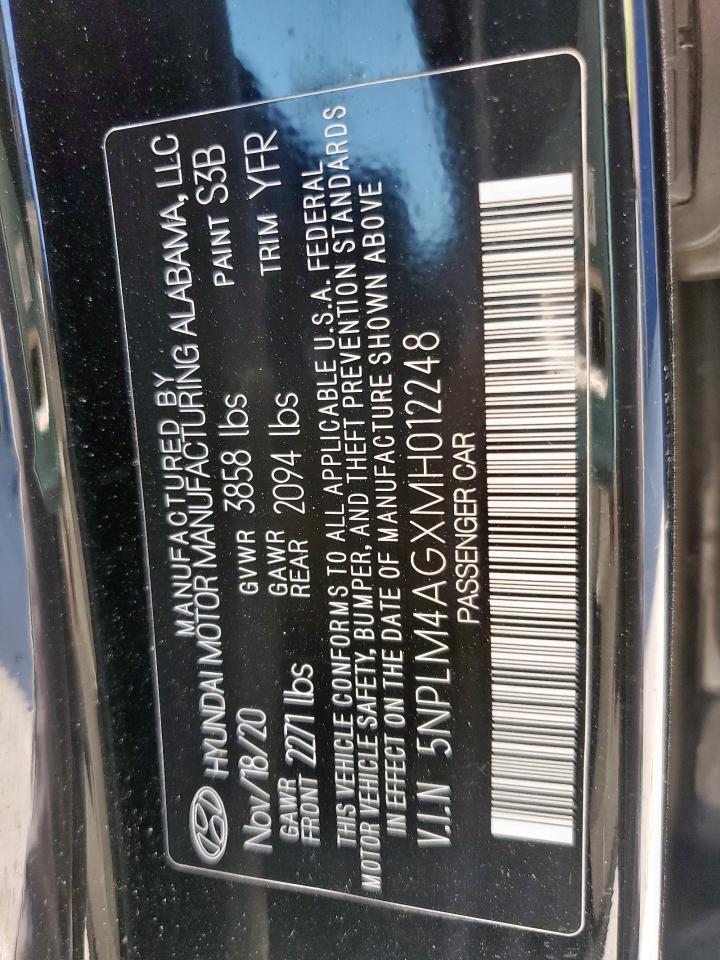 MANUFACTURED BY
HYUNDAI MOTOR MANUFACTURING ALABAMA, LLC
Nov/18/20 GVWR 3858 lbs PAINT S3B
GAWR FRONT 2271 lbs GAWR REAR 2094 lbs TRIM YFR
THIS VEHICLE CONFORMS TO ALL APPLICABLE U.S.A. FEDERAL
MOTOR VEHICLE SAFETY, BUMPER, AND THEFT PREVENTION STANDARDS
IN EFFECT ON THE DATE OF MANUFACTURE SHOWN ABOVE
V.I.N 5NPLM4AGXMH012248
PASSENGER CAR